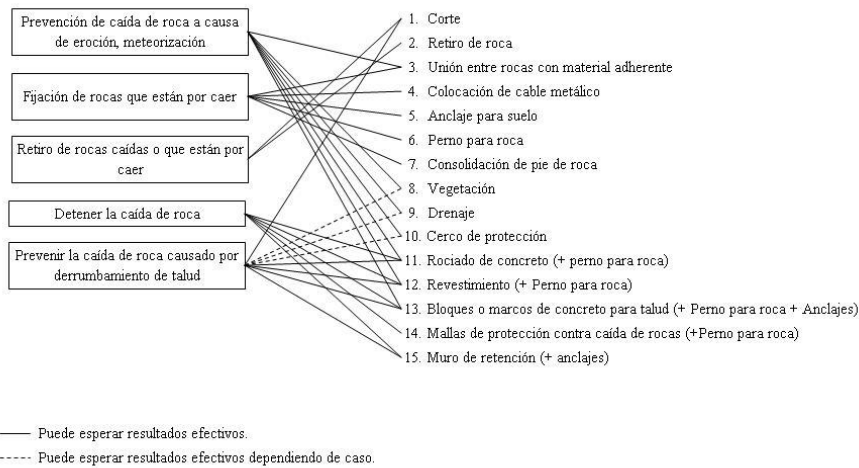 Prevención de caída de roca a causa
de eroción, meteorización
Fijación de rocas que están por caer
Retiro de rocas caídas o que están por
caer
Detener la caída de roca
Prevenir la caída de roca causado por
derrumbamiento de talud
1. Corte
2. Retiro de roca
3. Unión entre rocas con material adherente
4. Colocación de cable metálico
5. Anclaje para suelo
6. Perno para roca
7. Consolidación de pie de roca
8. Vegetación
9. Drenaje
10. Cerco de protección
11. Rociado de concreto (+ perno para roca)
12. Revestimiento (+ Perno para roca)
13. Bloques o marcos de concreto para talud (+ Perno para roca + Anclajes)
14. Mallas de protección contra caída de rocas (+Perno para roca)
15. Muro de retención (+ anclajes)
Puede esperar resultados efectivos.
Puede esperar resultados efectivos dependiendo de caso.